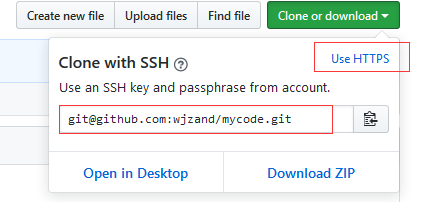 Create new file Upload files Find file Clone or download
Clone with SSH ? Use HTTPS
Use an SSH key and passphrase from account.
git@github.com:wjzand/mycode.git
Open in Desktop Download ZIP